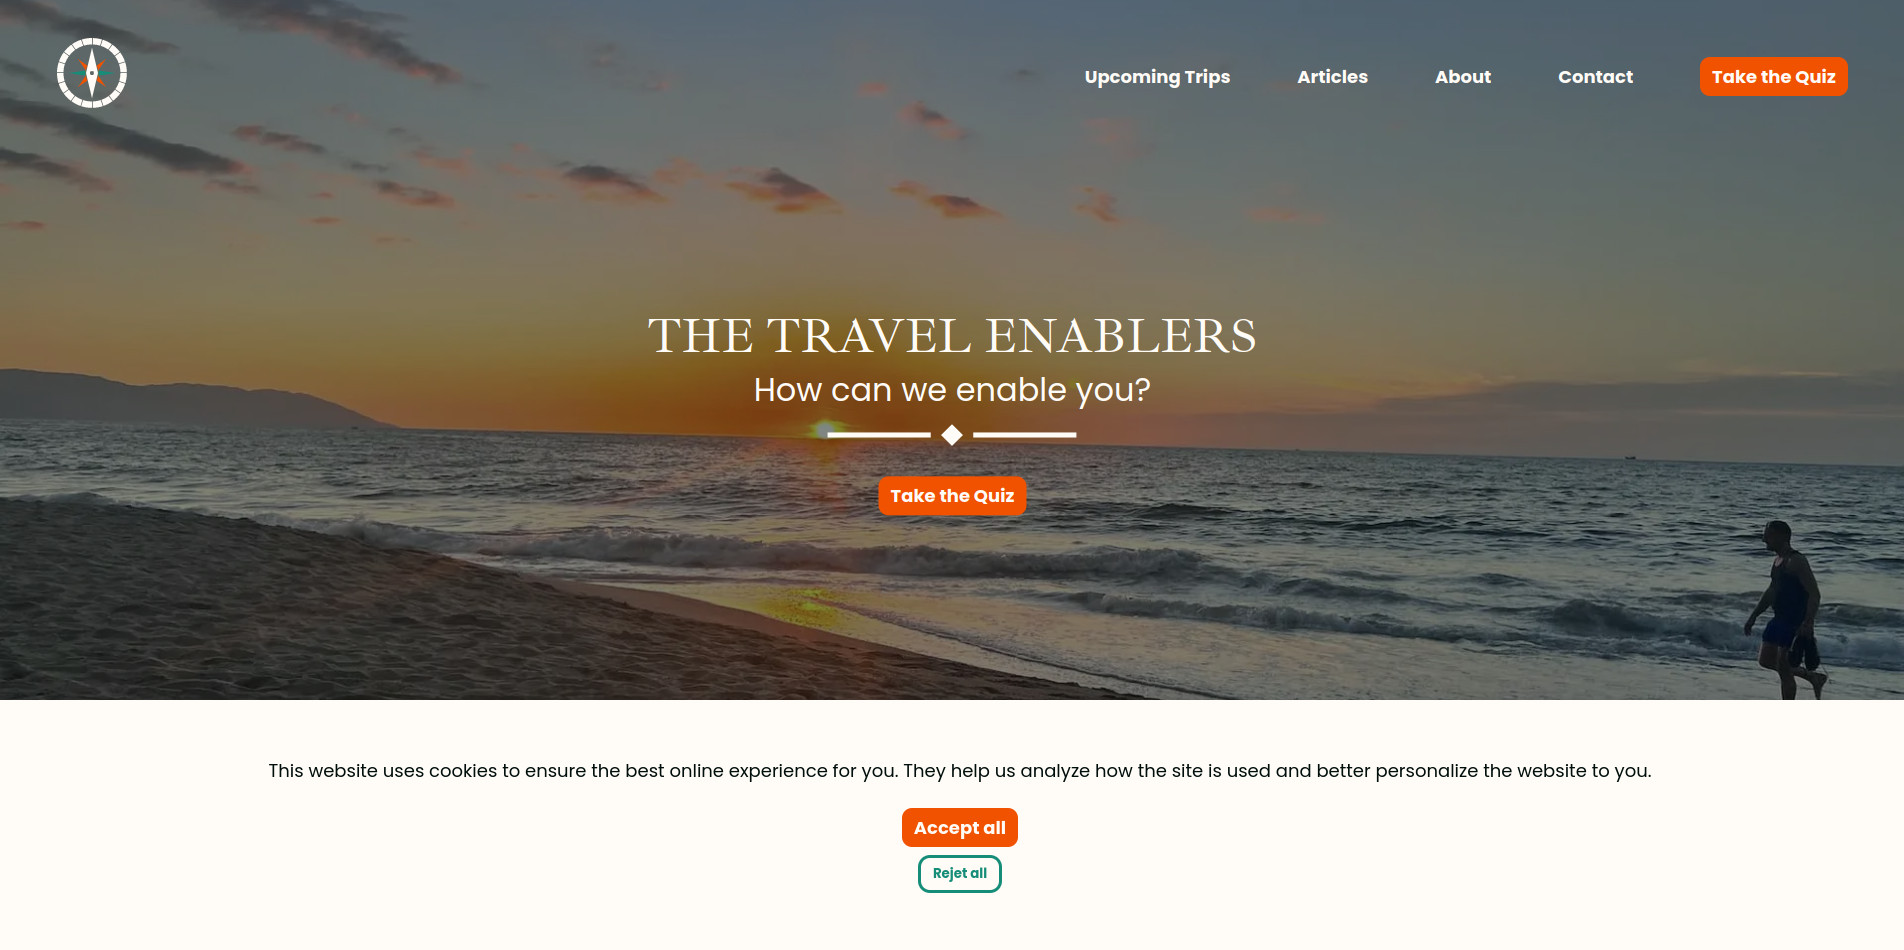 Upcoming Trips Articles About Contact Take the Quiz
THE TRAVEL ENABLERS
How can we enable you?
Take the Quiz
This website uses cookies to ensure the best online experience for you. They help us analyze how the site is used and better personalize the website to you.
Accept all
Rejet all